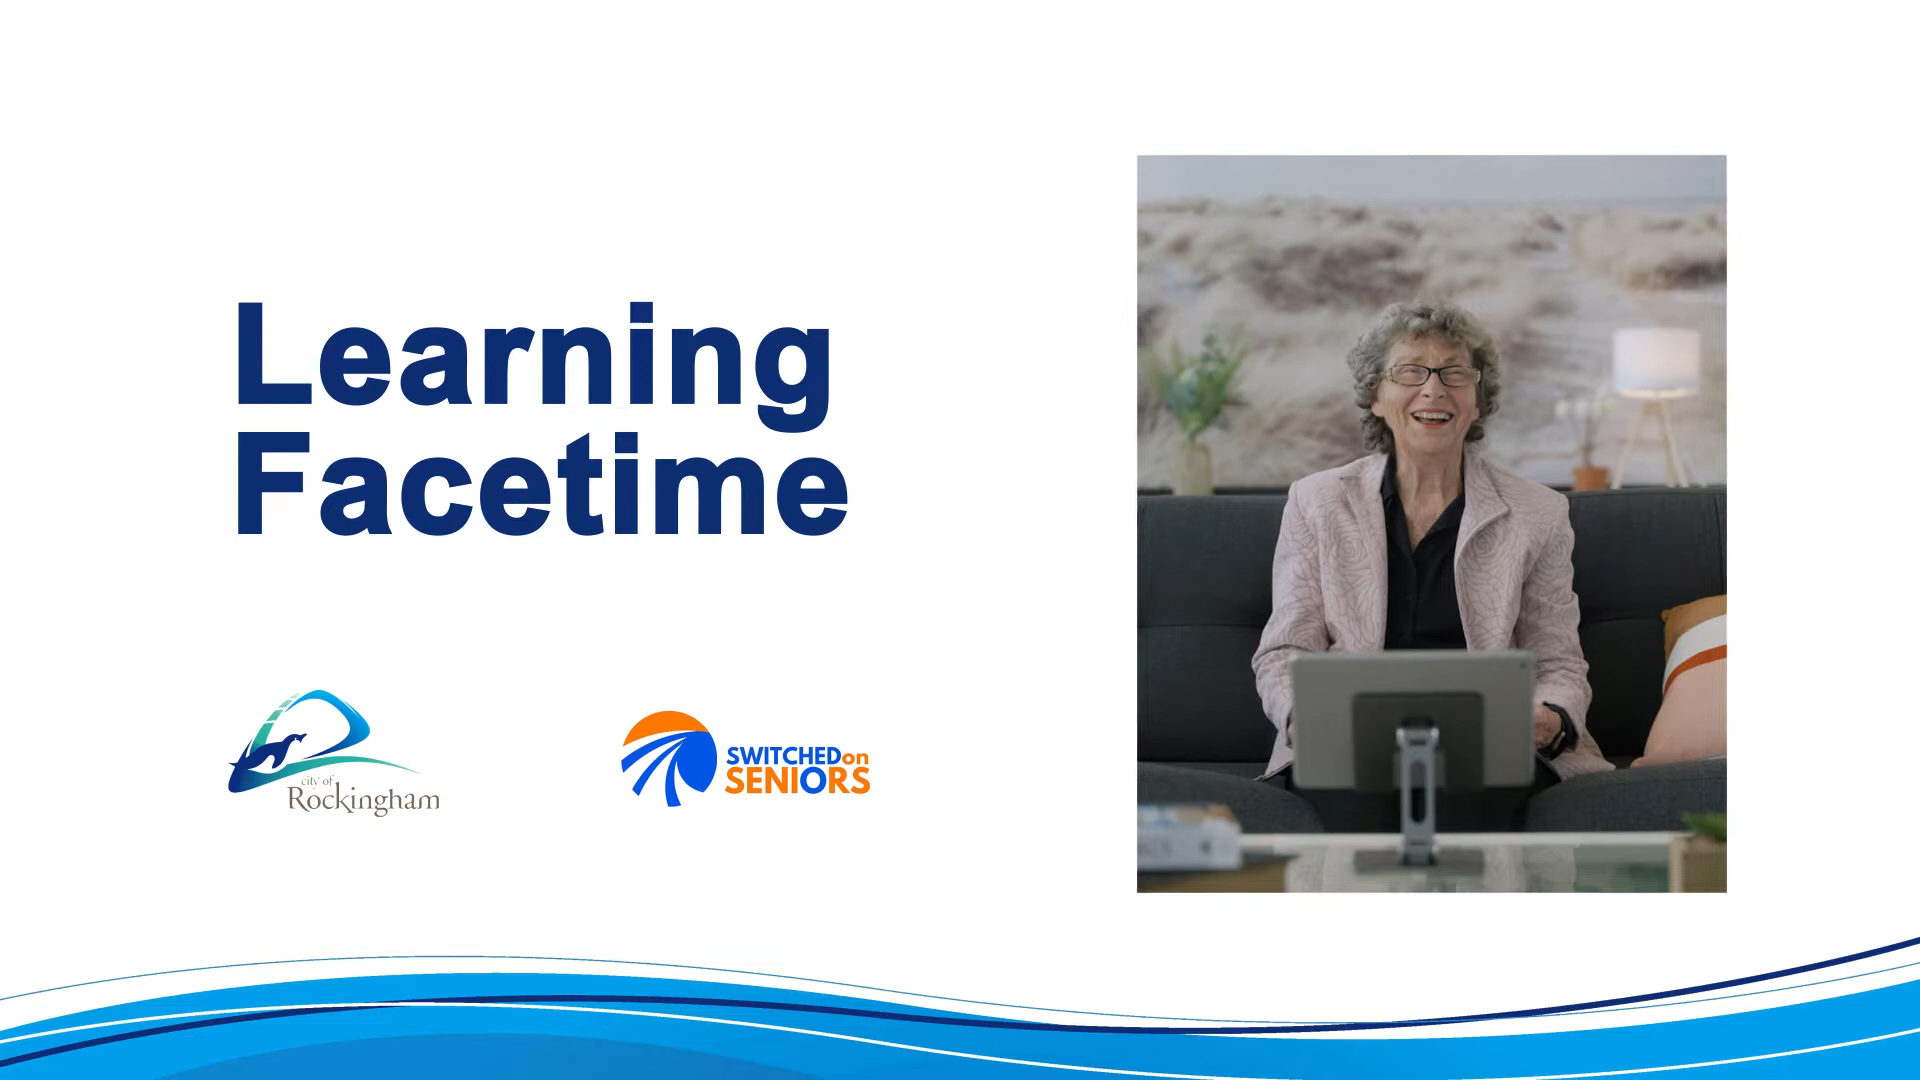 Learning
Facetime
city of
Rockingham
SWITCHEDon
SENIORS